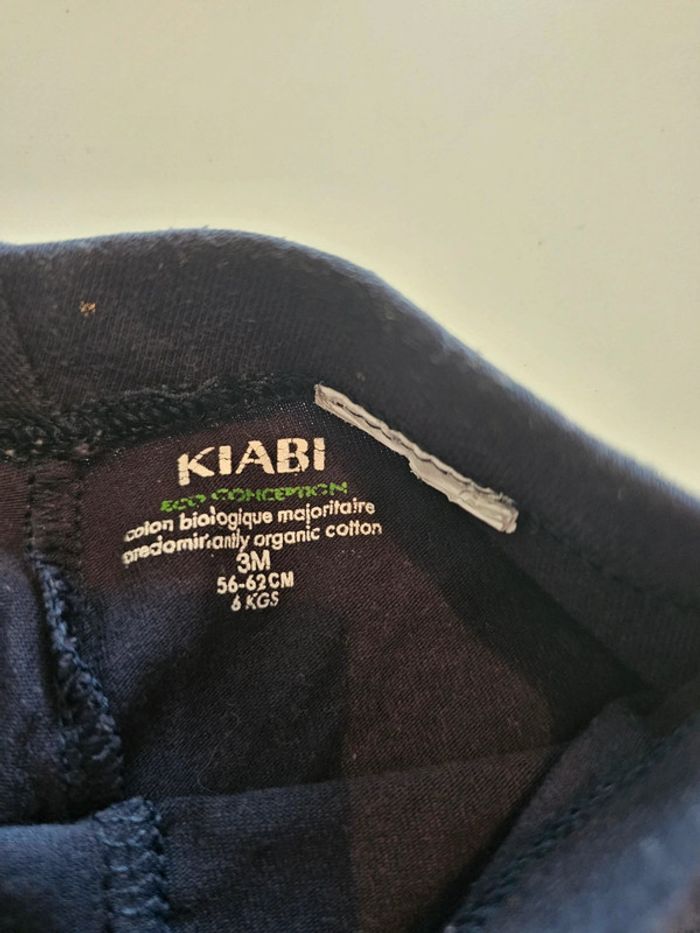 KIABI
ECO CONCEPTION
coton biologique majoritaire
predominantly organic cotton
3M
56-62CM
6 KGS